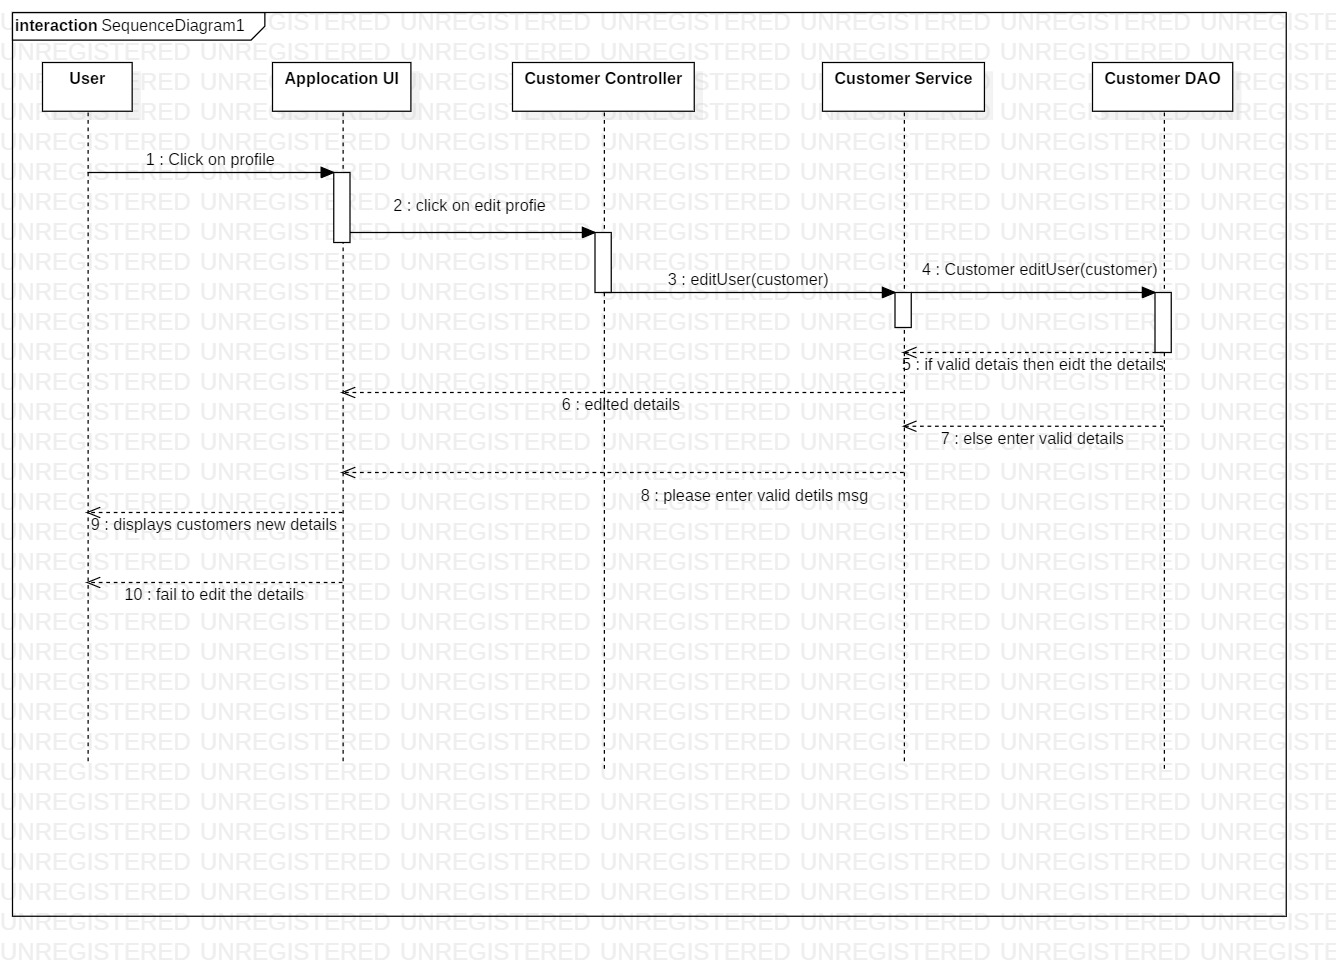 interaction SequenceDiagram1
User
Applocation UI
Customer Controller
Customer Service
Customer DAO
1 : Click on profile
2 : click on edit profie
3 : editUser(customer)
4 : Customer editUser(customer)
5 : if valid detais then eidt the details
6 : edited details
7 : else enter valid details
8 : please enter valid detils msg
9 : displays customers new details
10 : fail to edit the details
UNREGISTERED